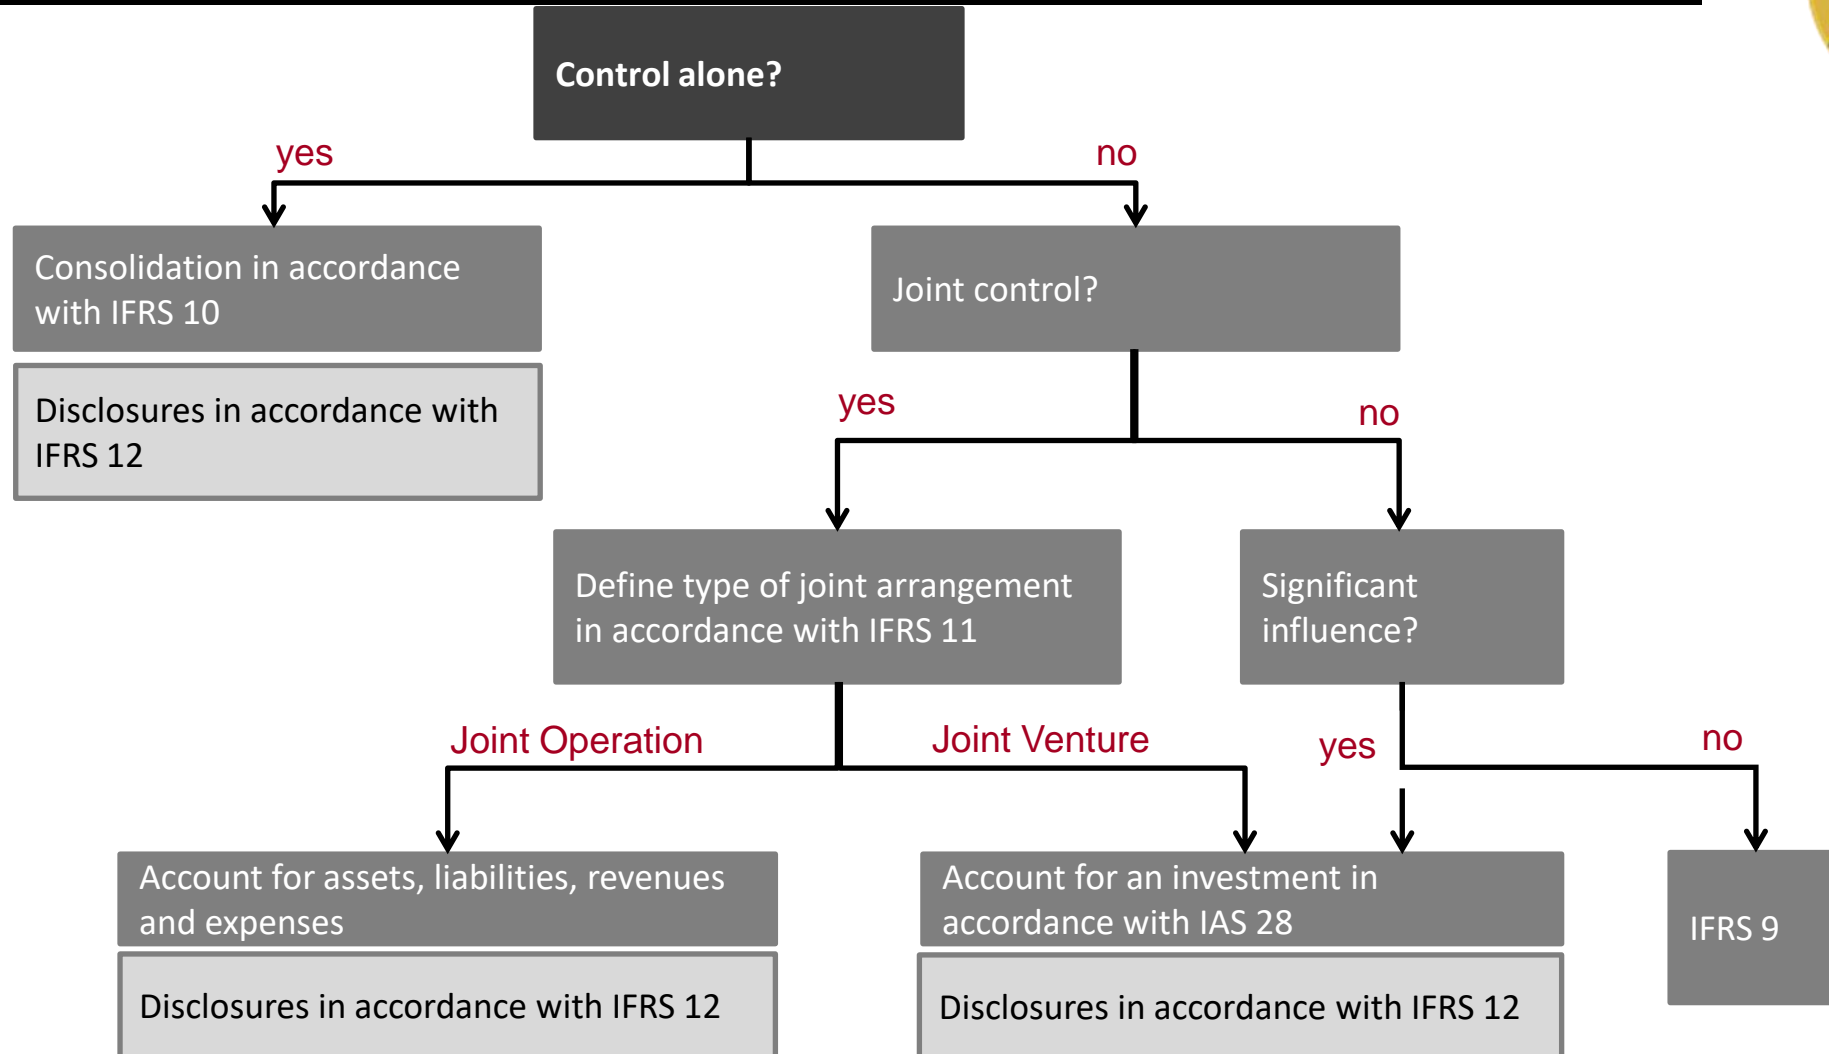 Control alone?
yes
no
Consolidation in accordance
with IFRS 10
Joint control?
Disclosures in accordance with
IFRS 12
yes
no
Define type of joint arrangement
in accordance with IFRS 11
Significant
influence?
Joint Operation
Joint Venture
yes
no
Account for assets, liabilities, revenues
and expenses
Account for an investment in
accordance with IAS 28
IFRS 9
Disclosures in accordance with IFRS 12
Disclosures in accordance with IFRS 12